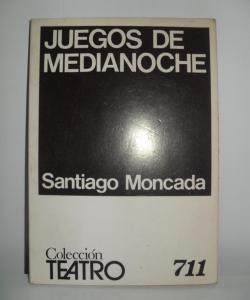 JUEGOS DE
MEDIANOCHE
Santiago Moncada
Colección
TEATRO 711